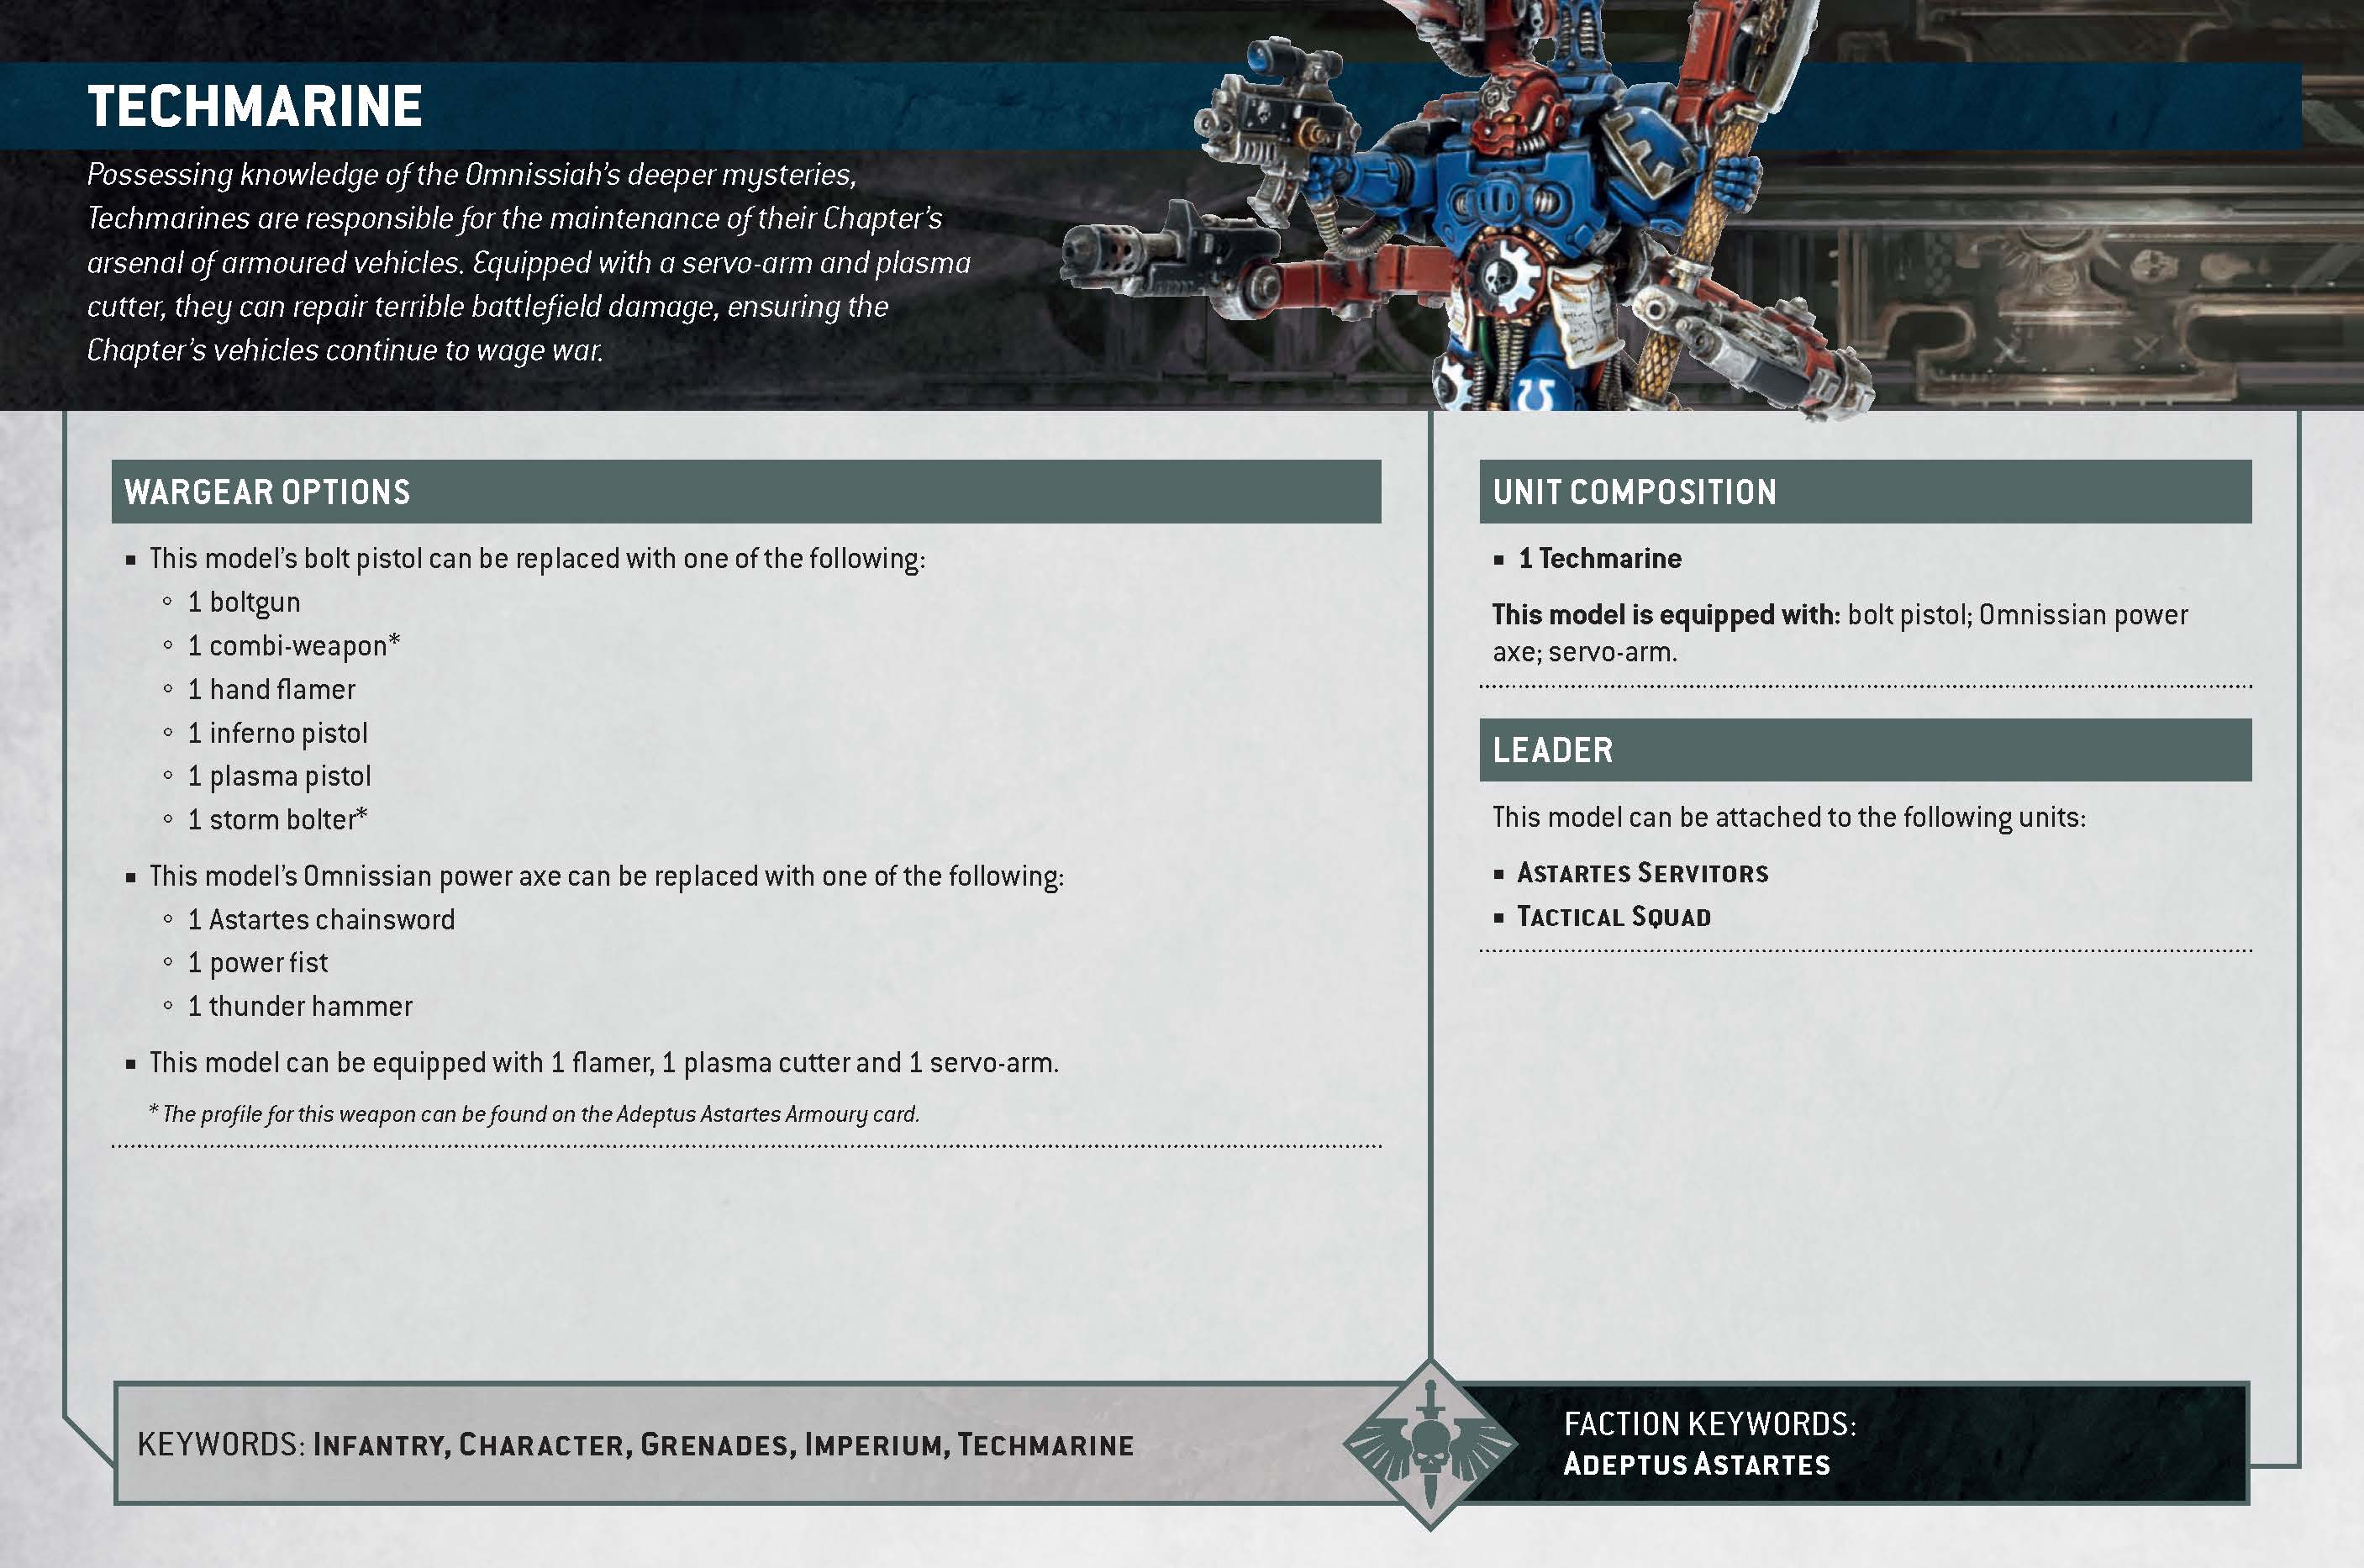 TECHMARINE
Possessing knowledge of the Omnissiah's deeper mysteries,
Techmarines are responsible for the maintenance of their Chapter's
arsenal of armoured vehicles. Equipped with a servo-arm and plasma
cutter, they can repair terrible battlefield damage, ensuring the
Chapter's vehicles continue to wage war.
WARGEAR OPTIONS
■ This model's bolt pistol can be replaced with one of the following:
◦ 1 boltgun
◦ 1 combi-weapon*
◦ 1 hand flamer
◦ 1 inferno pistol
◦ 1 plasma pistol
◦ 1 storm bolter*
■ This model's Omnissian power axe can be replaced with one of the following:
◦ 1 Astartes chainsword
◦ 1 power fist
◦ 1 thunder hammer
■ This model can be equipped with 1 flamer, 1 plasma cutter and 1 servo-arm.
* The profile for this weapon can be found on the Adeptus Astartes Armoury card.
UNIT COMPOSITION
■ 1 Techmarine
This model is equipped with: bolt pistol; Omnissian power
axe; servo-arm.
LEADER
This model can be attached to the following units:
■ ASTARTES SERVITORS
■ TACTICAL SQUAD
KEYWORDS: INFANTRY, CHARACTER, GRENADES, IMPERIUM, TECHMARINE
FACTION KEYWORDS:
ADEPTUS ASTARTES